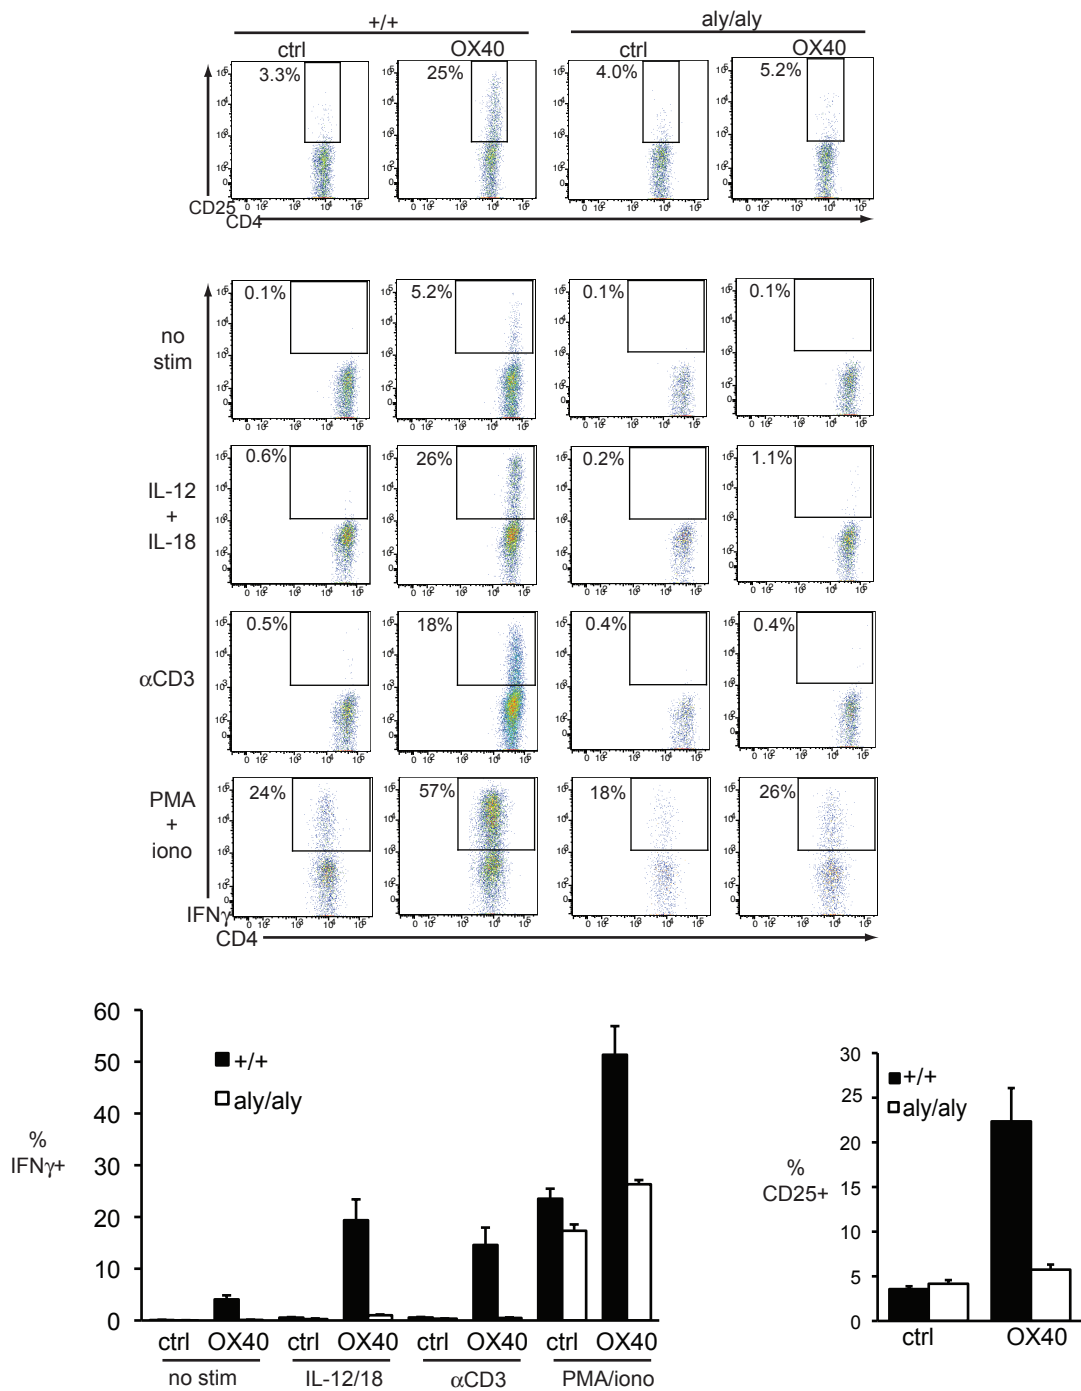 +/+ aly/aly
ctrl OX40 ctrl OX40
3.3% 25% 4.0% 5.2%
CD25
CD4
no stim 0.1% 5.2% 0.1% 0.1%
IL-12 + IL-18 0.6% 26% 0.2% 1.1%
αCD3 0.5% 18% 0.4% 0.4%
PMA + iono 24% 57% 18% 26%
IFNγ
CD4
60
50
40
30
20
10
0
% IFNγ+
+/+
aly/aly
ctrl OX40 ctrl OX40 ctrl OX40 ctrl OX40
no stim IL-12/18 αCD3 PMA/iono
30
25
20
15
10
5
0
% CD25+
+/+
aly/aly
ctrl OX40